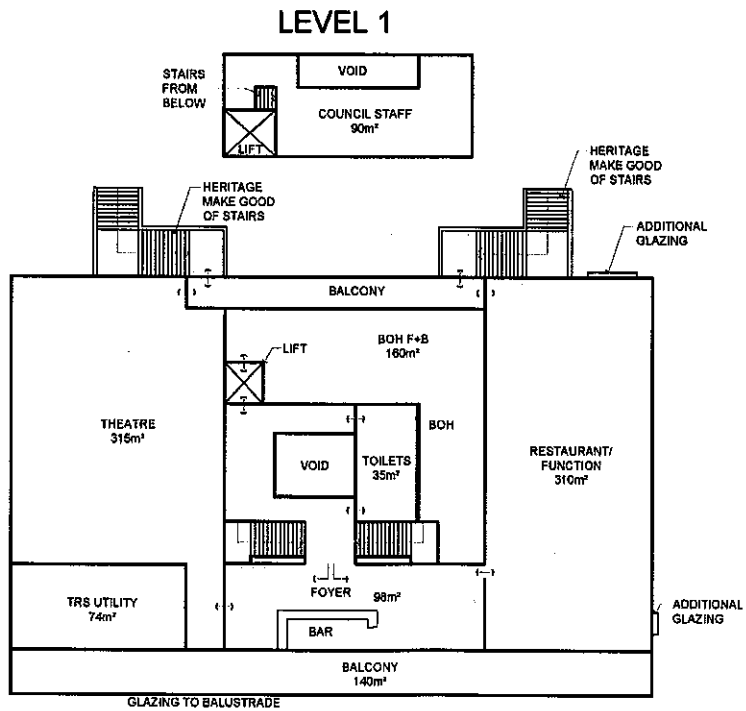 LEVEL 1
VOID
STAIRS
FROM
BELOW
COUNCIL STAFF
90m²
LIFT
HERITAGE
MAKE GOOD
OF STAIRS
HERITAGE
MAKE GOOD
OF STAIRS
ADDITIONAL
GLAZING
BALCONY
BOH F+B
160m²
LIFT
THEATRE
315m²
BOH
VOID
TOILETS
35m²
RESTAURANT/
FUNCTION
310m²
FOYER
98m²
TRS UTILITY
74m²
BAR
ADDITIONAL
GLAZING
BALCONY
140m²
GLAZING TO BALUSTRADE